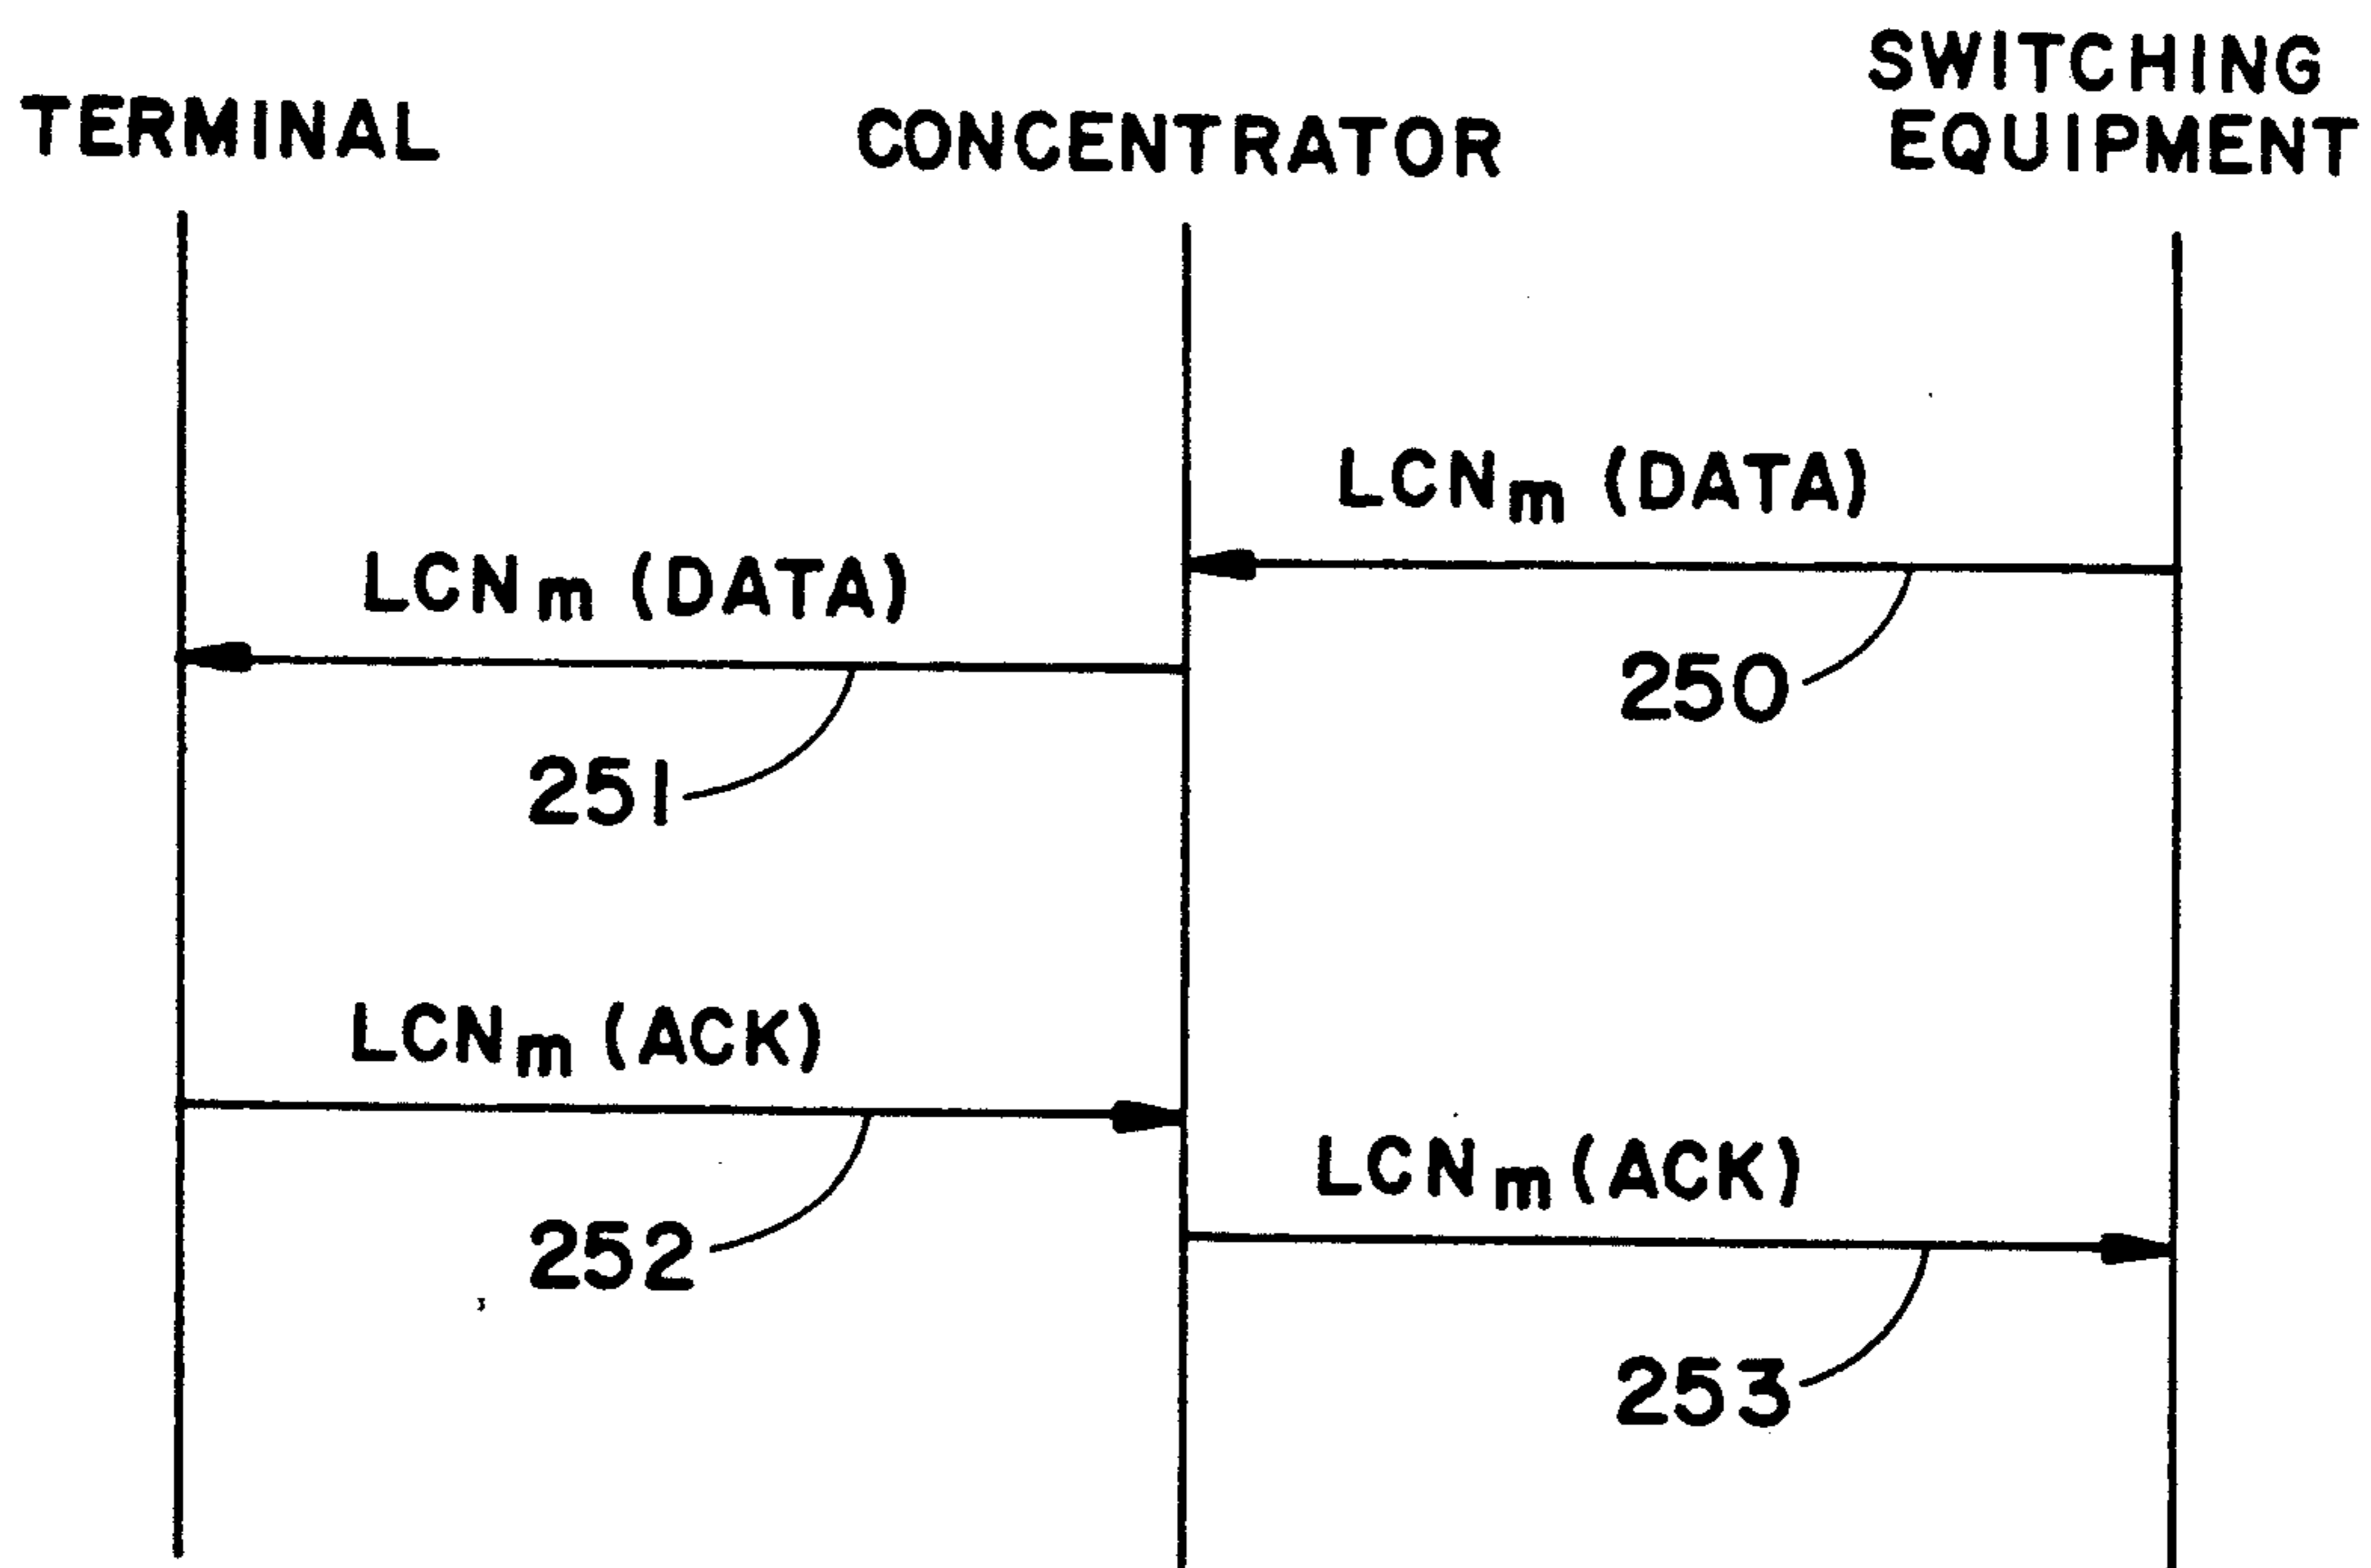 TERMINAL
CONCENTRATOR
SWITCHING
EQUIPMENT
LCNm (DATA)
250
LCNm (DATA)
251
LCNm (ACK)
252
LCNm (ACK)
253